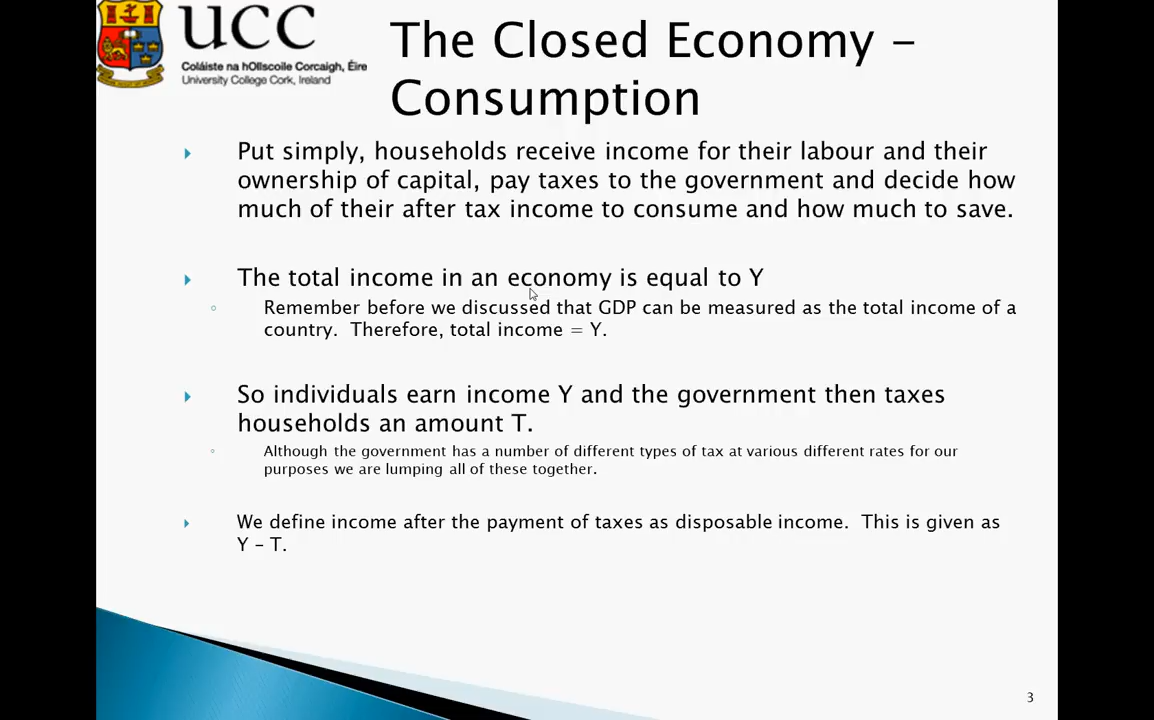 UCC
Coláiste na hOllscoile Corcaigh, Éire
University College Cork, Ireland
The Closed Economy –
Consumption
Put simply, households receive income for their labour and their
ownership of capital, pay taxes to the government and decide how
much of their after tax income to consume and how much to save.
The total income in an economy is equal to Y
Remember before we discussed that GDP can be measured as the total income of a
country. Therefore, total income = Y.
So individuals earn income Y and the government then taxes
households an amount T.
Although the government has a number of different types of tax at various different rates for our
purposes we are lumping all of these together.
We define income after the payment of taxes as disposable income. This is given as
Y – T.
3